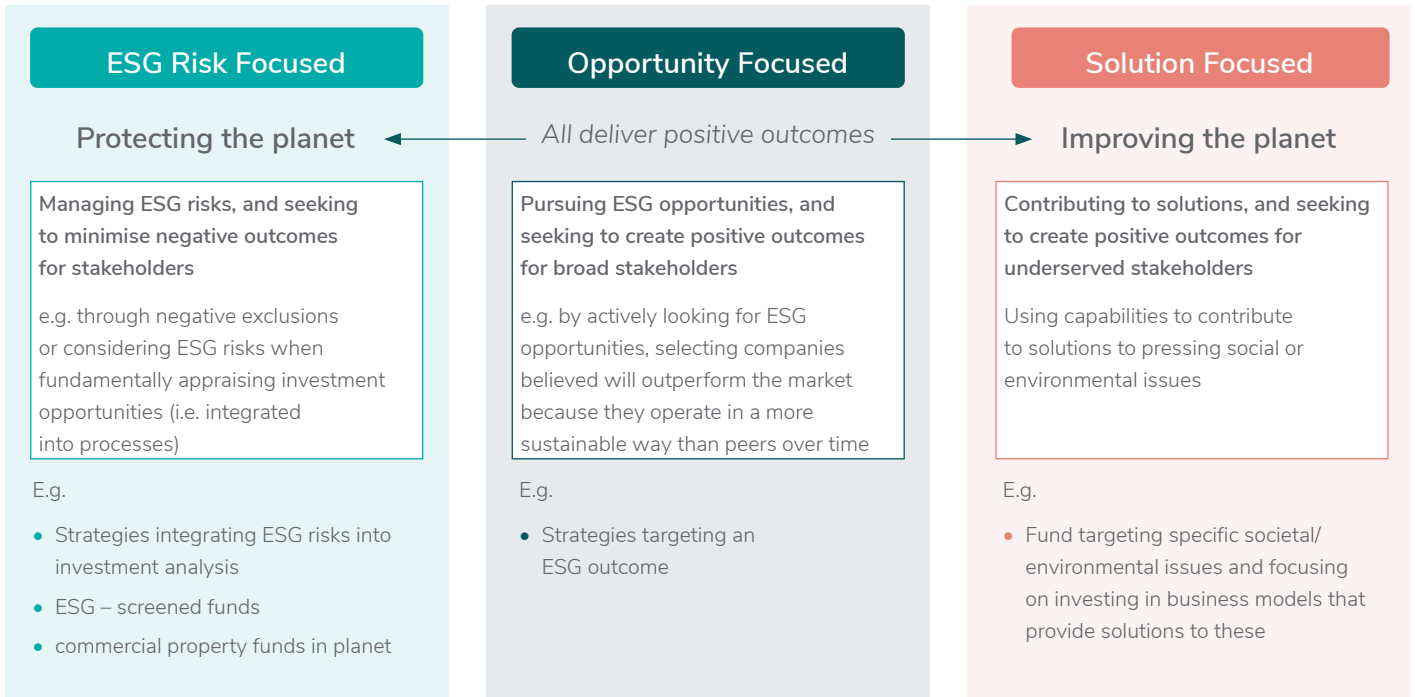 ESG Risk Focused
Protecting the planet
Managing ESG risks, and seeking
to minimise negative outcomes
for stakeholders
e.g. through negative exclusions
or considering ESG risks when
fundamentally appraising investment
opportunities (i.e. integrated
into processes)
E.g.
• Strategies integrating ESG risks into
investment analysis
• ESG – screened funds
• commercial property funds in planet
Opportunity Focused
All deliver positive outcomes
Pursuing ESG opportunities, and
seeking to create positive outcomes
for broad stakeholders
e.g. by actively looking for ESG
opportunities, selecting companies
believed will outperform the market
because they operate in a more
sustainable way than peers over time
E.g.
• Strategies targeting an
ESG outcome
Solution Focused
Improving the planet
Contributing to solutions, and seeking
to create positive outcomes for
underserved stakeholders
Using capabilities to contribute
to solutions to pressing social or
environmental issues
E.g.
• Fund targeting specific societal/
environmental issues and focusing
on investing in business models that
provide solutions to these